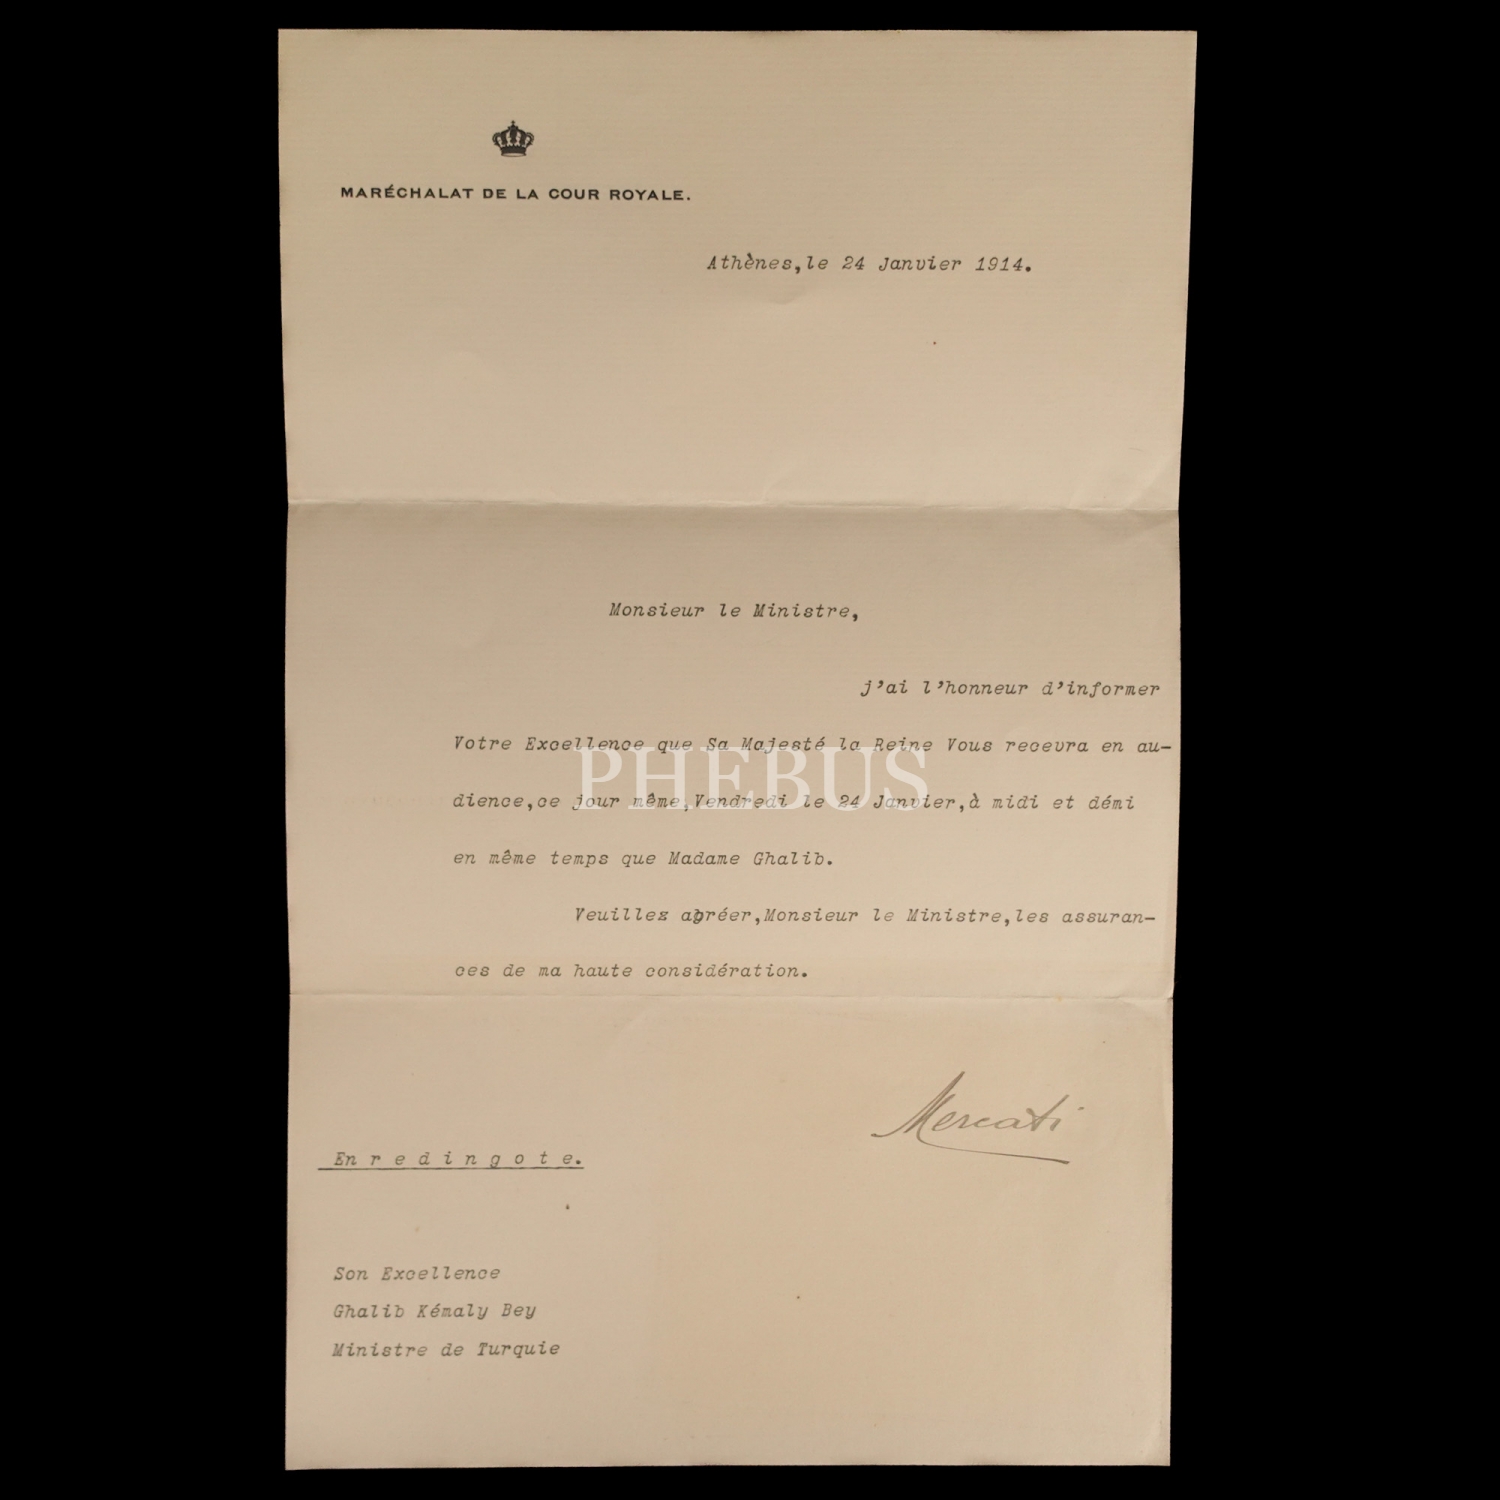 MARÉCHALAT DE LA COUR ROYALE.
Athènes,le 24 Janvier 1914.
Monsieur le Ministre,
j'ai l'honneur d'informer
Votre Excellence que Sa Majesté la Reine Vous recevra en au-
dience,ce jour même,Vendredi le 24 Janvier,à midi et démi
en même temps que Madame Ghalib.
Veuillez agréer,Monsieur le Ministre,les assuran-
ces de ma haute considération.
Mercati
En redingote.
Son Excellence
Ghalib Kémaly Bey
Ministre de Turquie
PHEBUS